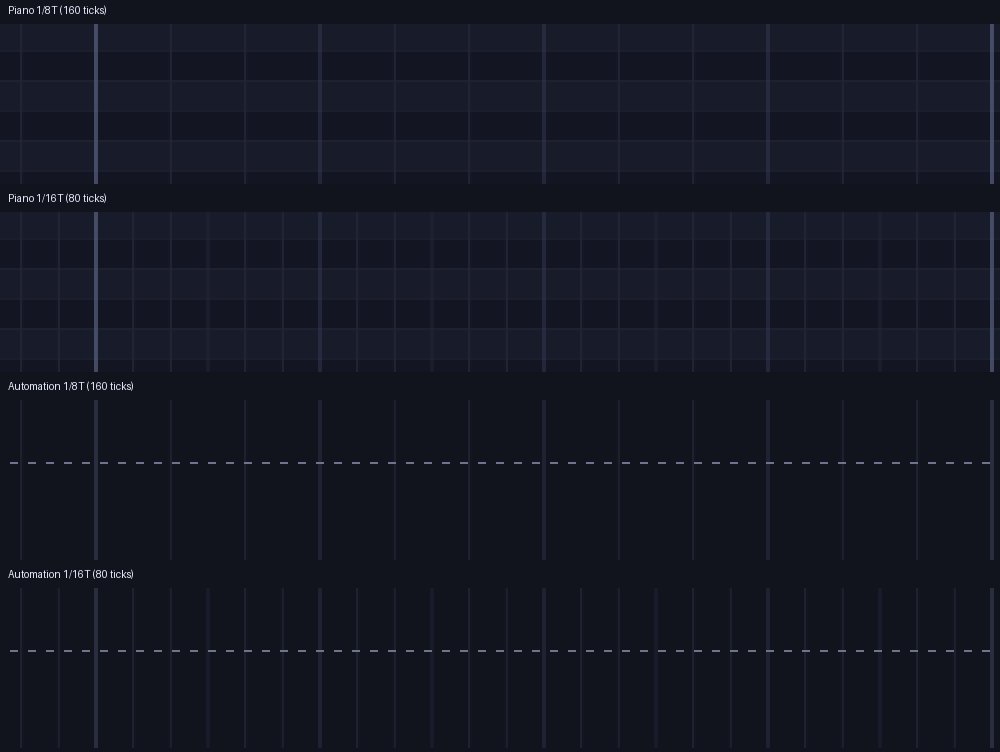 Piano 1/8T (160 ticks)
Piano 1/16T (80 ticks)
Automation 1/8T (160 ticks)
Automation 1/16T (80 ticks)